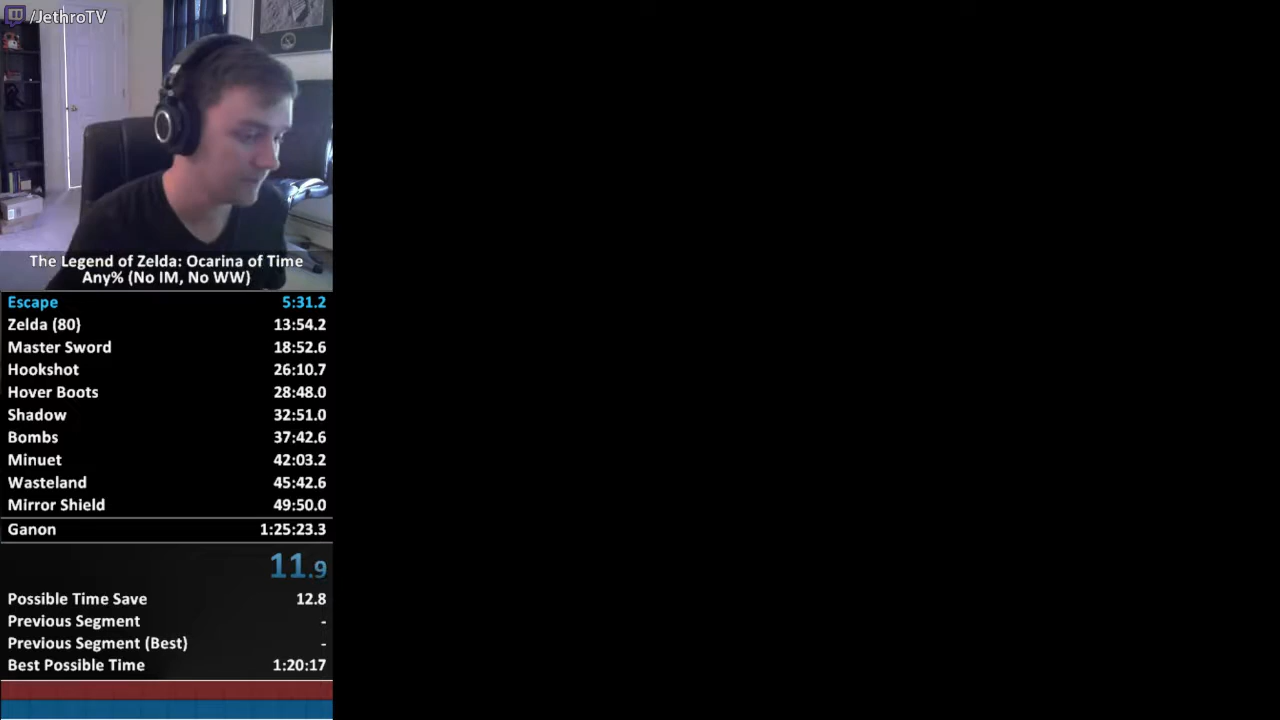 /JethroTV
The Legend of Zelda: Ocarina of Time
Any% (No IM, No WW)
Escape 5:31.2
Zelda (80) 13:54.2
Master Sword 18:52.6
Hookshot 26:10.7
Hover Boots 28:48.0
Shadow 32:51.0
Bombs 37:42.6
Minuet 42:03.2
Wasteland 45:42.6
Mirror Shield 49:50.0
Ganon 1:25:23.3
11.9
Possible Time Save 12.8
Previous Segment -
Previous Segment (Best) -
Best Possible Time 1:20:17